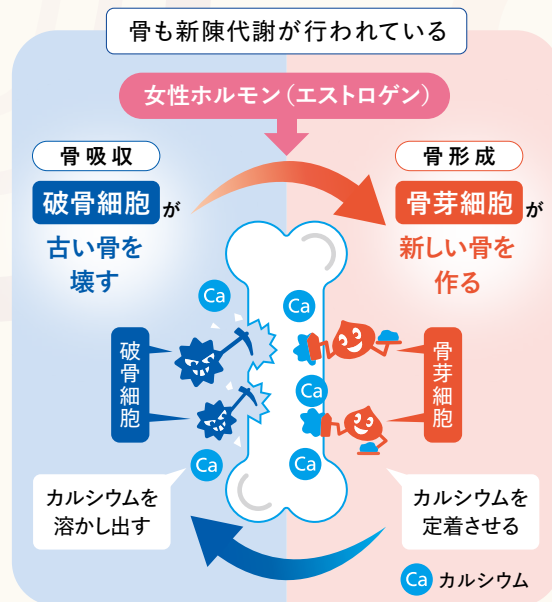 骨も新陳代謝が行われている
女性ホルモン(エストロゲン)
骨吸収
破骨細胞が
古い骨を
壊す
骨形成
骨芽細胞が
新しい骨を
作る
Ca
Ca
破骨細胞
骨芽細胞
Ca
Ca
Ca
カルシウムを
溶かし出す
カルシウムを
定着させる
Ca カルシウム